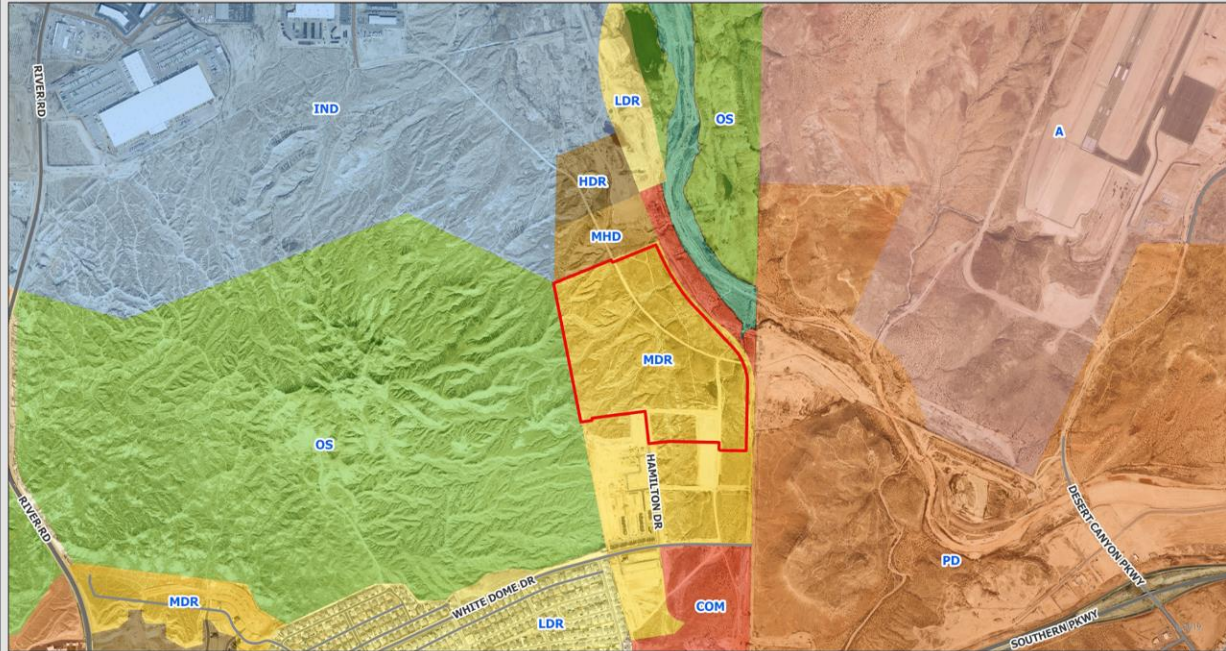 RIVER RD
IND
LDR
OS
A
HDR
MHD
MDR
OS
HAMILTON DR
RIVER RD
MDR
WHITE DOME DR
LDR
COM
PD
DESERT CANYON PKWY
SOUTHERN PKWY